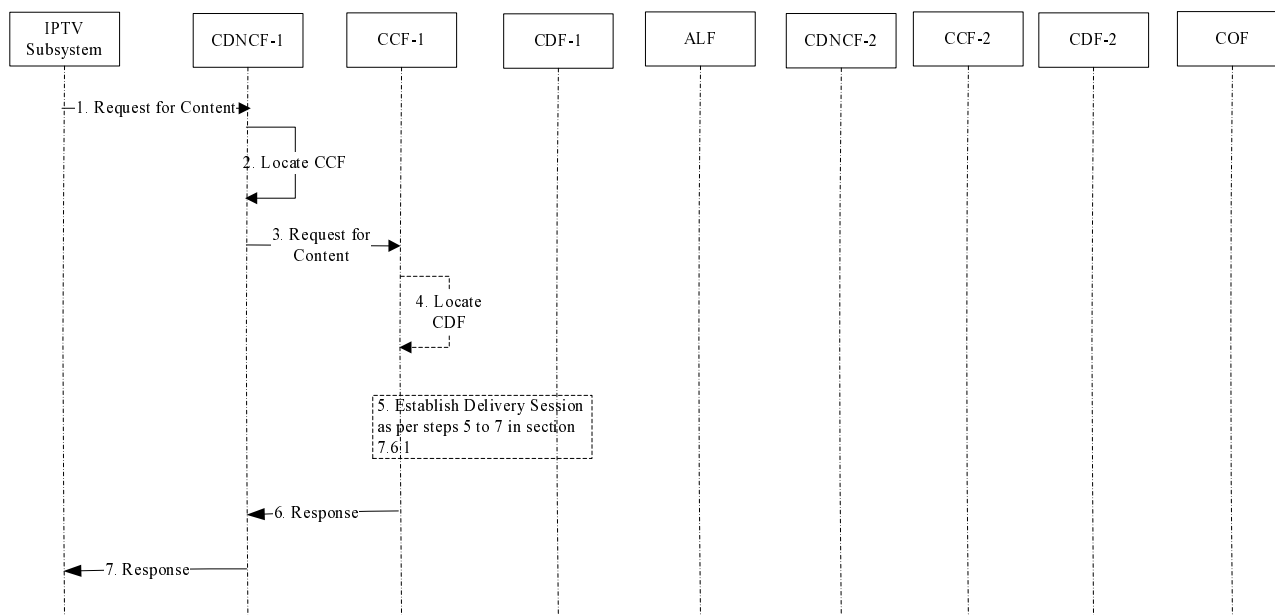 IPTV
Subsystem
CDNCF-1
CCF-1
CDF-1
ALF
CDNCF-2
CCF-2
CDF-2
COF
1. Request for Content
2. Locate CCF
3. Request for
Content
4. Locate
CDF
5. Establish Delivery Session
as per steps 5 to 7 in section
7.6.1
6. Response
7. Response